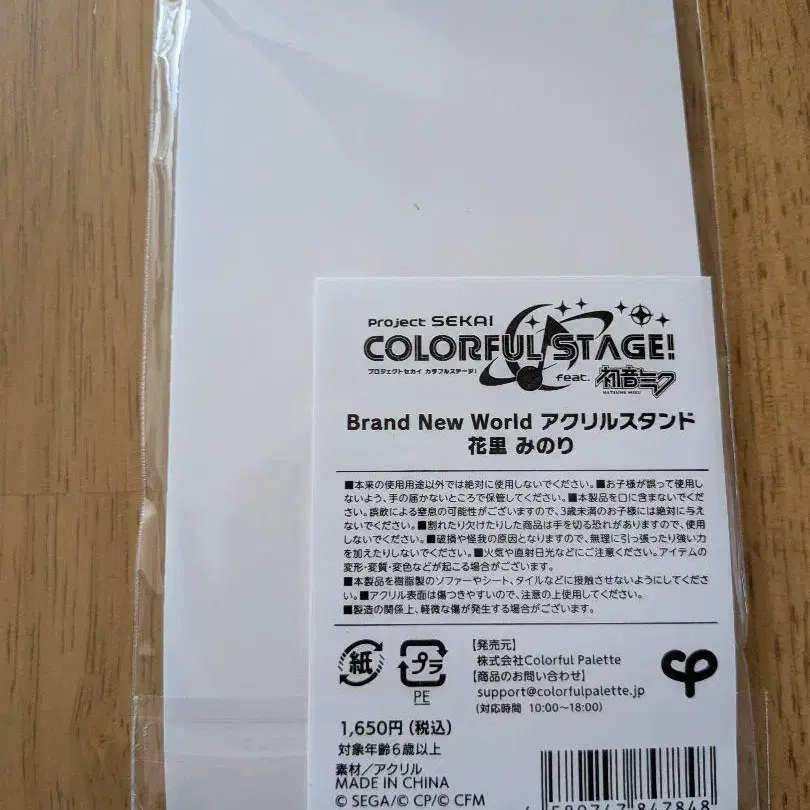 Project SEKAI
COLORFUL STAGE!
プロジェクトセカイ カラフルステージ!
feat. 初音ミク
HATSUNE MIKU
Brand New World アクリルスタンド
花里 みのり
■本来の使用用途以外では絶対に使用しないでください。■お子様が誤って使用し
ないよう、手の届かないところで保管してください。■本製品を口に含まないでくだ
さい。誤飲による窒息の可能性がございますので、3歳未満のお子様には絶対に与え
ないでください。■割れたり欠けたりした商品は手を切る恐れがありますので、使用
しないでください。■破損や怪我の原因となりますので、無理に引っ張ったり強い力
を加えたりしないでください。■火気や直射日光などにご注意ください。アイテムの
変形・変質・変色などが起こる場合がございます。
■本製品を樹脂製のソファーやシート、タイルなどに接触させないようにしてくださ
い。■アクリル表面は傷つきやすいので、注意の上使用してください。
■製造の関係上、軽微な傷が発生する場合がございます。
紙
プラ
PE
【発売元】
株式会社Colorful Palette
【商品のお問い合わせ】
support@colorfulpalette.jp
(対応時間 10:00～18:00)
1,650円(税込)
対象年齢6歳以上
素材/アクリル
MADE IN CHINA
© SEGA/© CP/© CFM